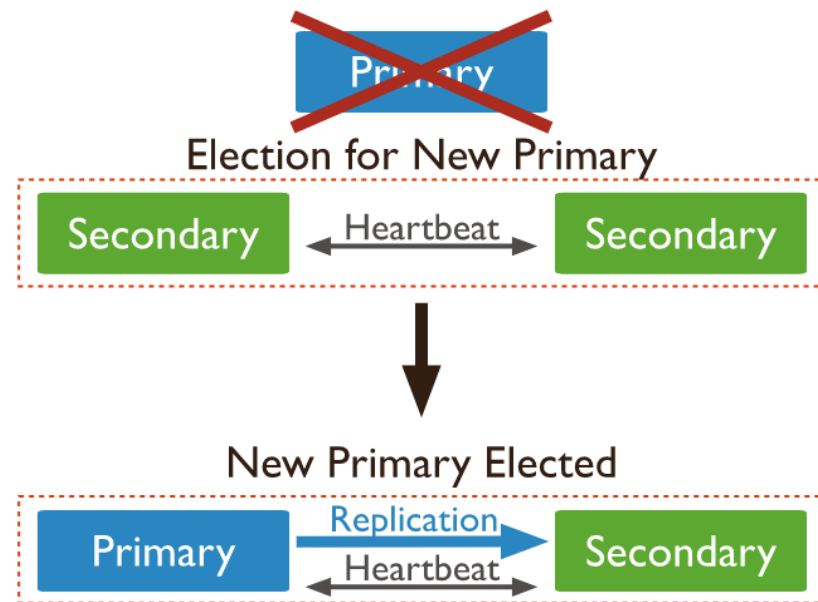 Primary
Election for New Primary
Secondary
Heartbeat
Secondary
New Primary Elected
Primary
Replication
Heartbeat
Secondary